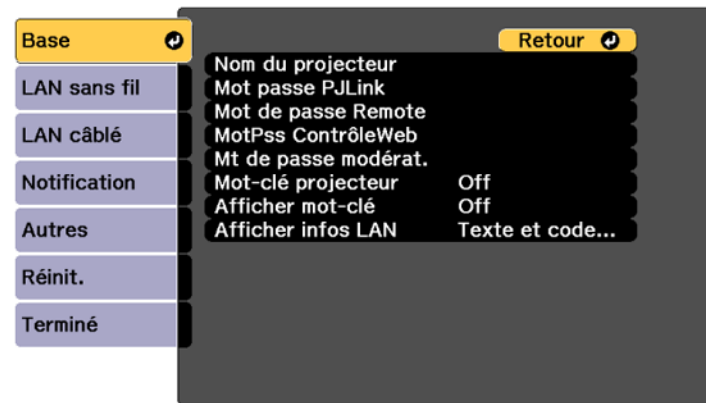 Base
LAN sans fil
LAN câblé
Notification
Autres
Réinit.
Terminé
Retour
Nom du projecteur
Mot passe PJLink
Mot de passe Remote
MotPss ContrôleWeb
Mt de passe modérat.
Mot-clé projecteur Off
Afficher mot-clé Off
Afficher infos LAN Texte et code...